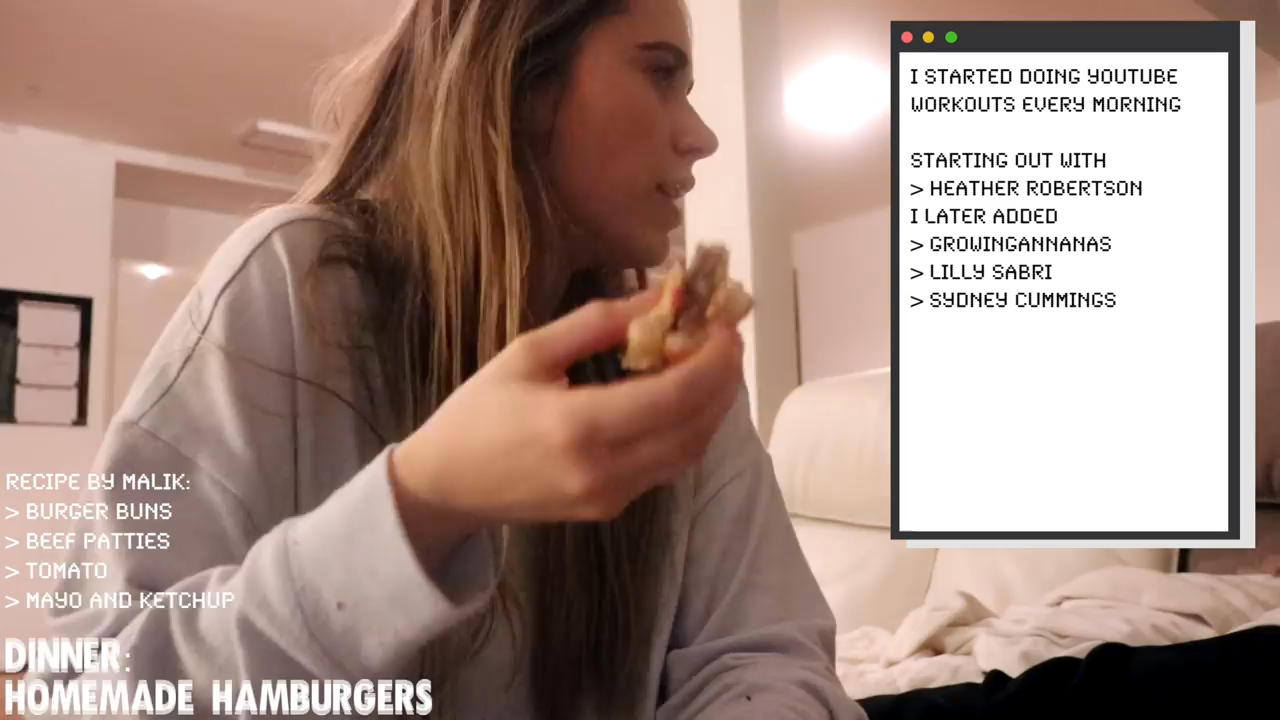 I STARTED DOING YOUTUBE
WORKOUTS EVERY MORNING
STARTING OUT WITH
> HEATHER ROBERTSON
I LATER ADDED
> GROWINGANNANAS
> LILLY SABRI
> SYDNEY CUMMINGS
RECIPE BY MALIK:
> BURGER BUNS
> BEEF PATTIES
> TOMATO
> MAYO AND KETCHUP
DINNER:
HOMEMADE HAMBURGERS